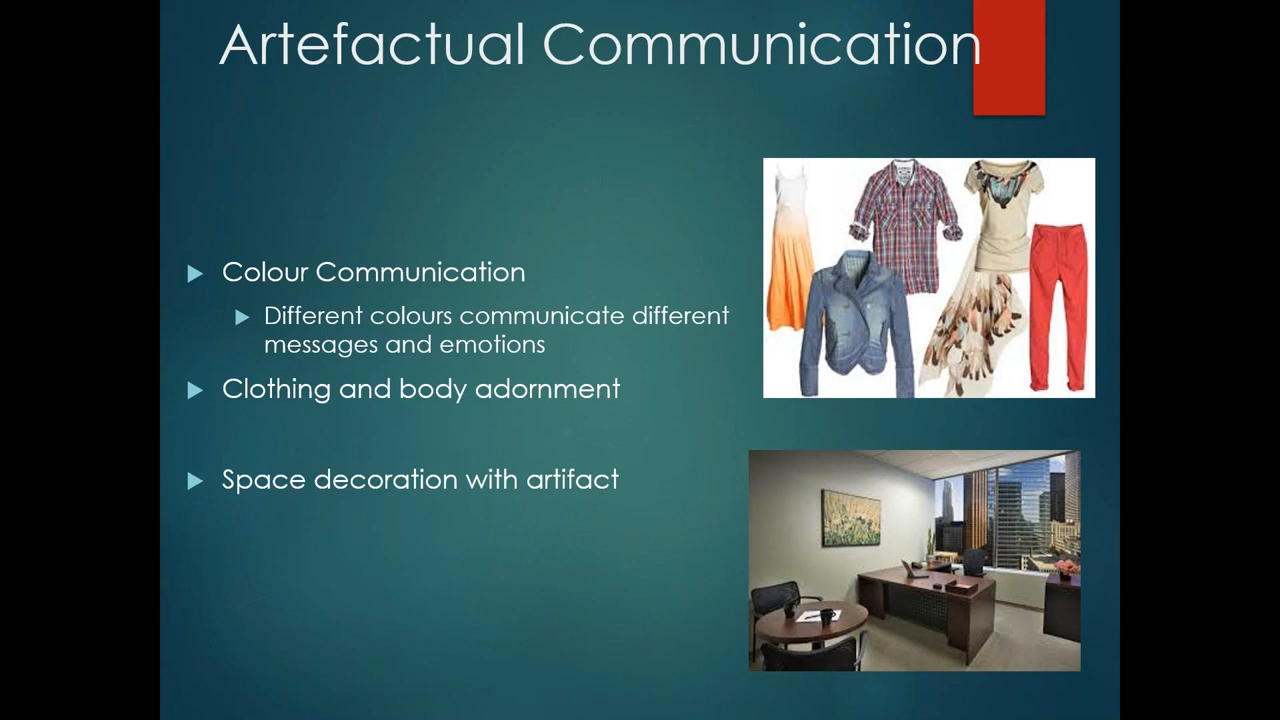 Artefactual Communication
Colour Communication
Different colours communicate different
messages and emotions
Clothing and body adornment
Space decoration with artifact